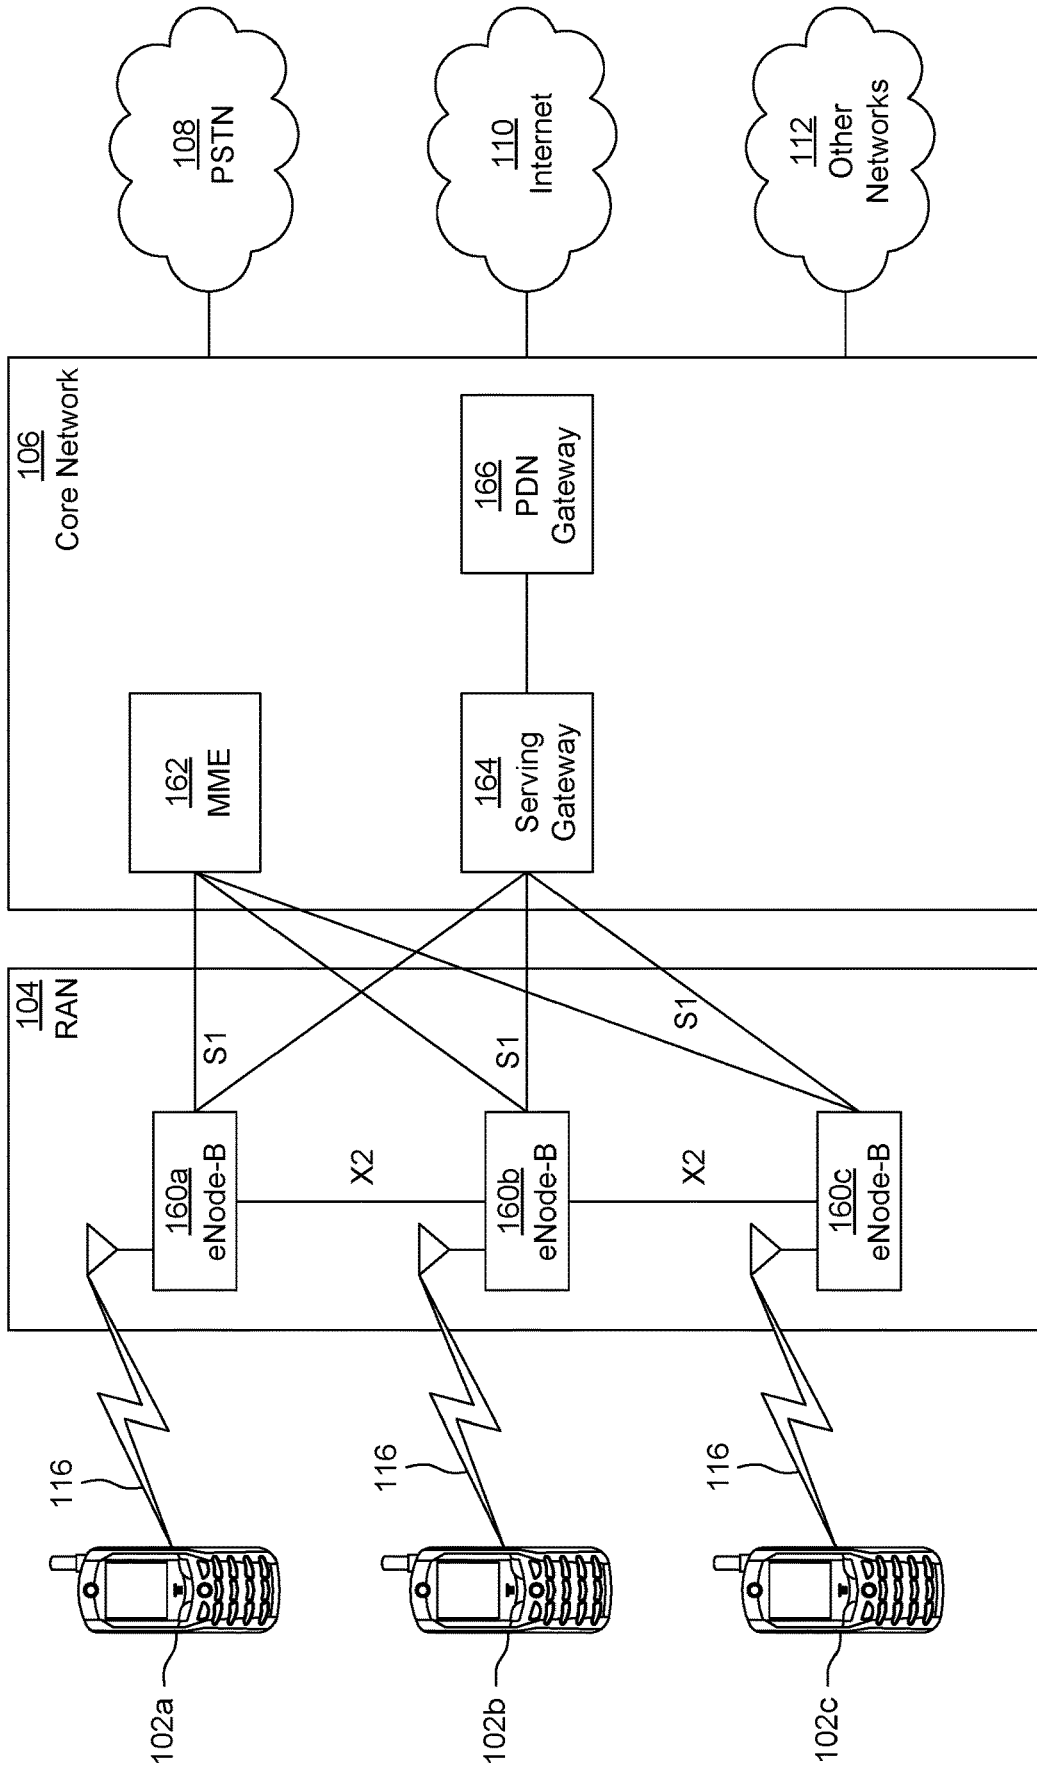 108
PSTN
110
Internet
112
Other
Networks
106
Core Network
166
PDN
Gateway
162
MME
164
Serving
Gateway
104
RAN
S1
S1
S1
160a
eNode-B
X2
160b
eNode-B
X2
160c
eNode-B
116
116
116
102a
102b
102c